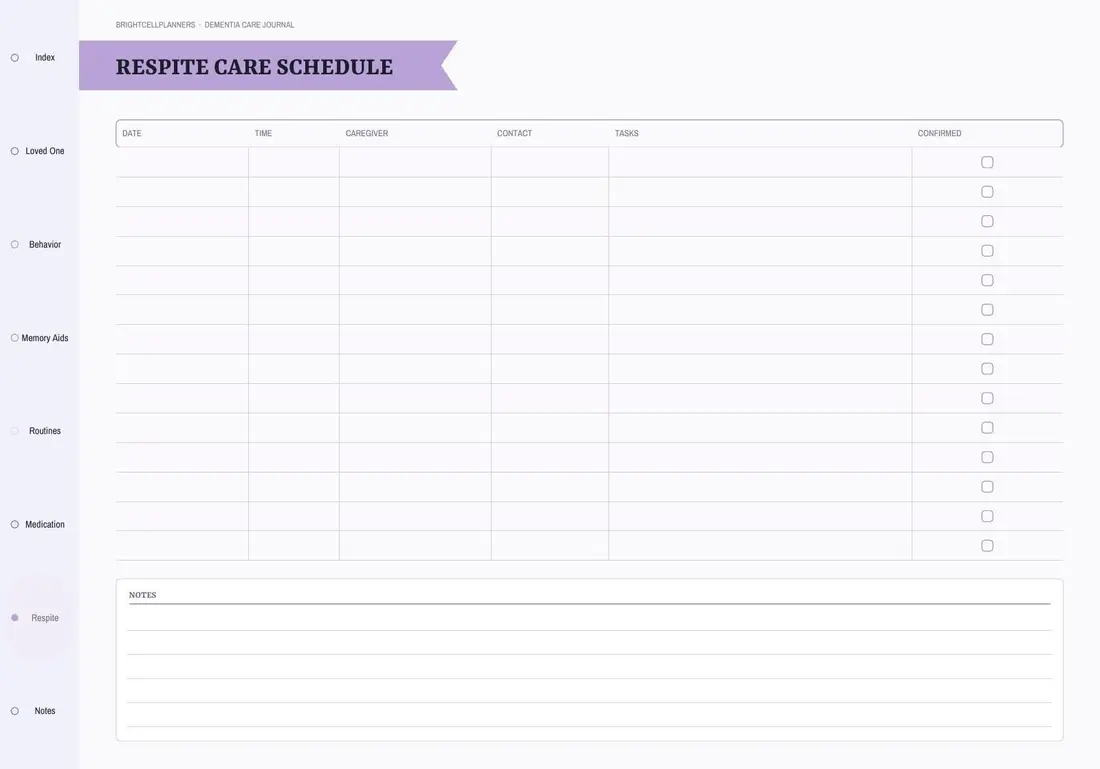 BRIGHTCELLPLANNERS · DEMENTIA CARE JOURNAL
RESPITE CARE SCHEDULE
Index
Loved One
Behavior
Memory Aids
Routines
Medication
Respite
Notes
DATE TIME CAREGIVER CONTACT TASKS CONFIRMED
NOTES